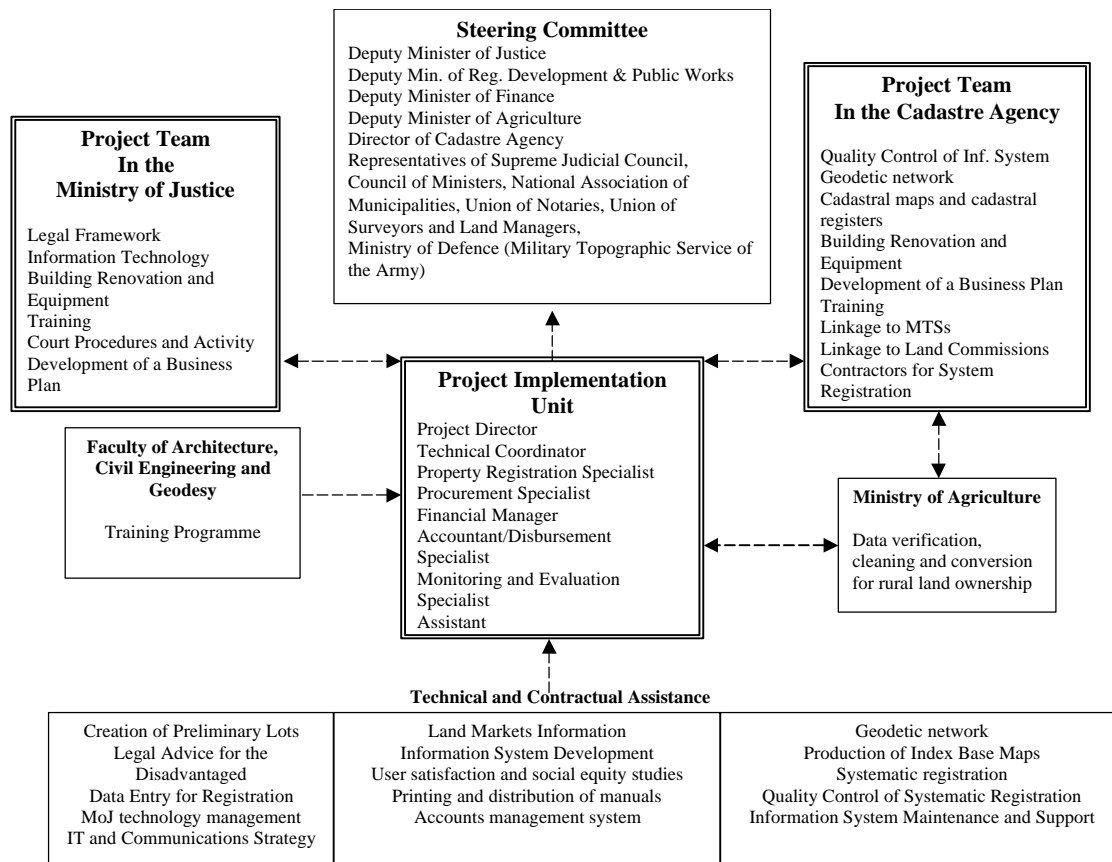 Steering Committee
Deputy Minister of Justice
Deputy Min. of Reg. Development & Public Works
Deputy Minister of Finance
Deputy Minister of Agriculture
Director of Cadastre Agency
Representatives of Supreme Judicial Council,
Council of Ministers, National Association of
Municipalities, Union of Notaries, Union of
Surveyors and Land Managers,
Ministry of Defence (Military Topographic Service of
the Army)
Project Team
In the
Ministry of Justice
Legal Framework
Information Technology
Building Renovation and
Equipment
Training
Court Procedures and Activity
Development of a Business
Plan
Project Team
In the Cadastre Agency
Quality Control of Inf. System
Geodetic network
Cadastral maps and cadastral
registers
Building Renovation and
Equipment
Development of a Business Plan
Training
Linkage to MTSs
Linkage to Land Commissions
Contractors for System
Registration
Project Implementation
Unit
Project Director
Technical Coordinator
Property Registration Specialist
Procurement Specialist
Financial Manager
Accountant/Disbursement
Specialist
Monitoring and Evaluation
Specialist
Assistant
Faculty of Architecture,
Civil Engineering and
Geodesy
Training Programme
Ministry of Agriculture
Data verification,
cleaning and conversion
for rural land ownership
Technical and Contractual Assistance
Creation of Preliminary Lots
Legal Advice for the
Disadvantaged
Data Entry for Registration
MoJ technology management
IT and Communications Strategy
Land Markets Information
Information System Development
User satisfaction and social equity studies
Printing and distribution of manuals
Accounts management system
Geodetic network
Production of Index Base Maps
Systematic registration
Quality Control of Systematic Registration
Information System Maintenance and Support